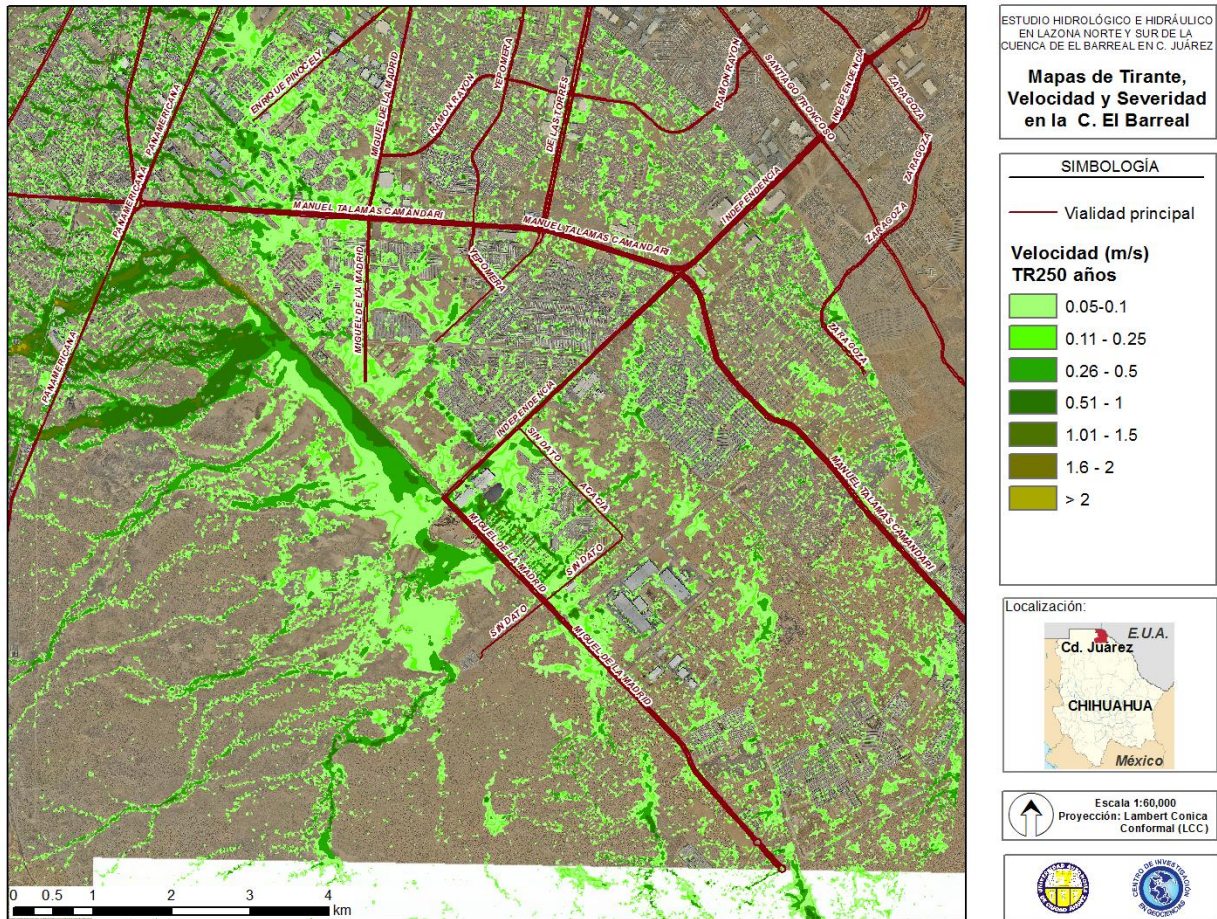 ENRIQUE PINOCELY
PANAMERICANA
PANAMERICANA
MIGUEL DE LA MADRID
RAMON RAYON
YEPOMERA
DE LAS TORRES
RAMON RAYON
SANTIAGO TRONCOSO
INDEPENDENCIA
ZARAGOZA
ZARAGOZA
ZARAGOZA
ZARAGOZA
MANUEL TALAMAS CAMANDARI
MANUEL TALAMAS CAMANDARI
INDEPENDENCIA
MIGUEL DE LA MADRID
YEPOMERA
PANAMERICANA
INDEPENDENCIA
SIN DATO
ACACIA
MANUEL TALAMAS CAMANDARI
MIGUEL DE LA MADRID
SIN DATO
SIN DATO
MIGUEL DE LA MADRID
0 0.5 1 2 3 4
km
ESTUDIO HIDROLÓGICO E HIDRÁULICO
EN LAZONA NORTE Y SUR DE LA
CUENCA DE EL BARREAL EN C. JUÁREZ
Mapas de Tirante,
Velocidad y Severidad
en la C. El Barreal
SIMBOLOGÍA
Vialidad principal
Velocidad (m/s)
TR250 años
0.05-0.1
0.11 - 0.25
0.26 - 0.5
0.51 - 1
1.01 - 1.5
1.6 - 2
> 2
Localización:
E.U.A.
Cd. Juárez
CHIHUAHUA
México
Escala 1:60,000
Proyección: Lambert Conica
Conformal (LCC)
CENTRO DE INVESTIGACIÓN
EN GEOCIENCIAS